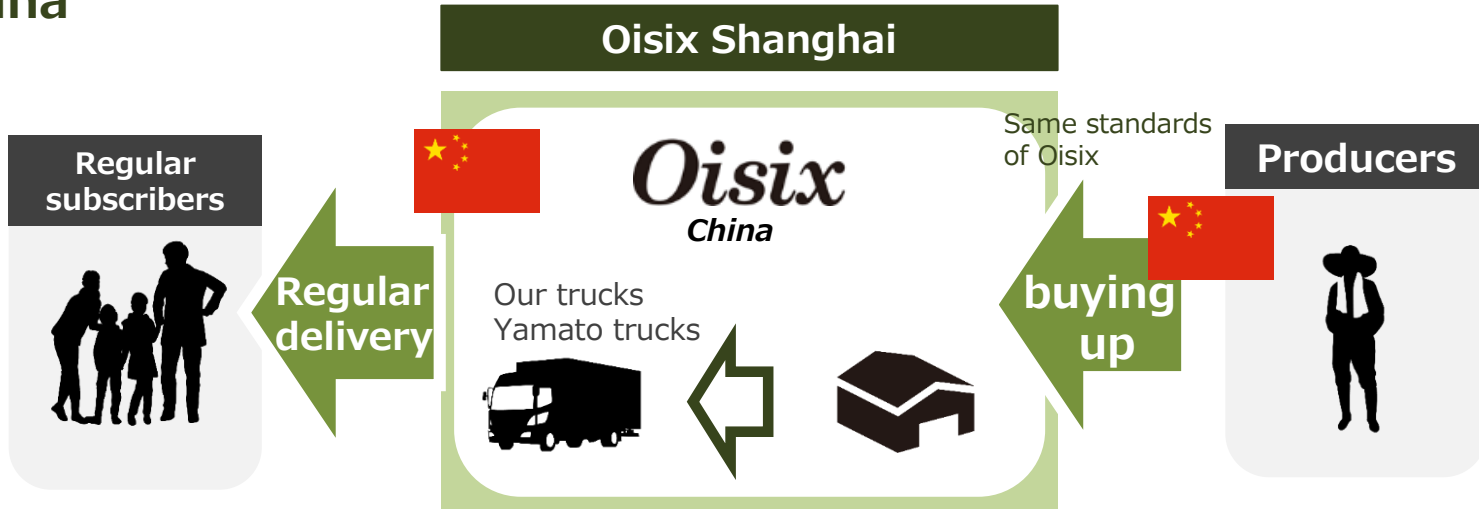 Oisix Shanghai
Regular
subscribers
Regular
delivery
Oisix
China
Our trucks
Yamato trucks
Same standards
of Oisix
buying
up
Producers